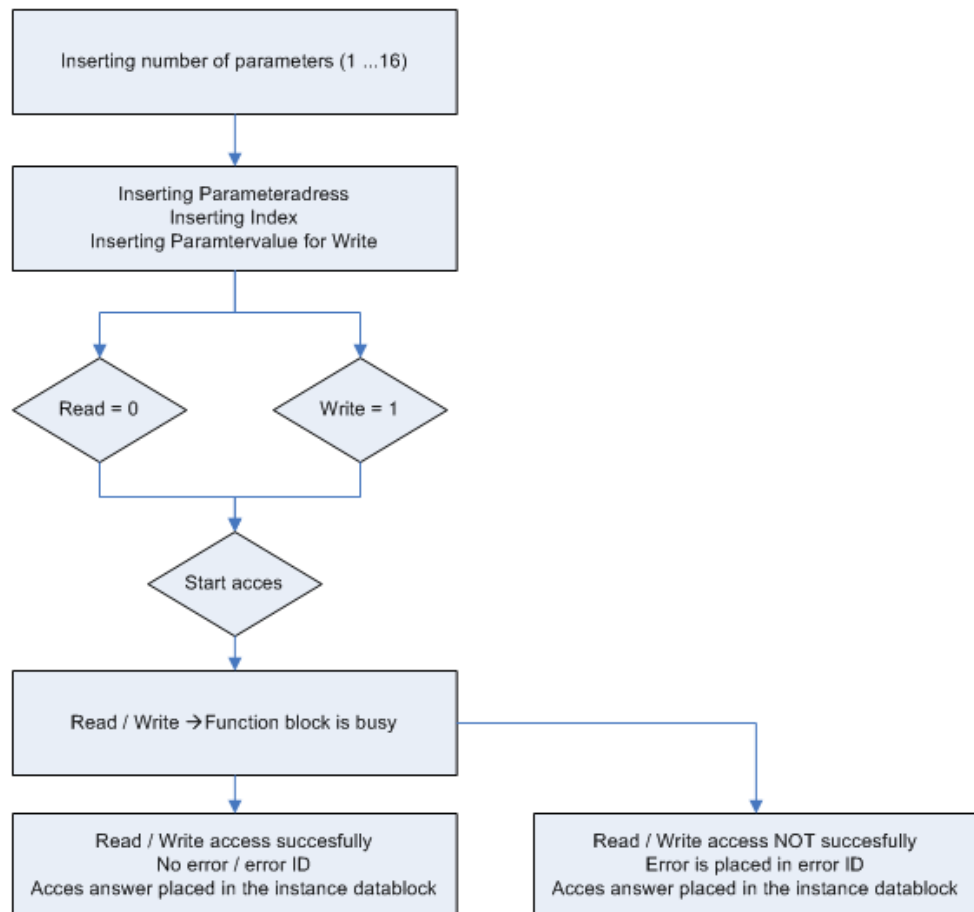 Inserting number of parameters (1 ...16)
Inserting Parameteradress
Inserting Index
Inserting Paramtervalue for Write
Read = 0
Write = 1
Start acces
Read / Write →Function block is busy
Read / Write access succesfully
No error / error ID
Acces answer placed in the instance datablock
Read / Write access NOT succesfully
Error is placed in error ID
Acces answer placed in the instance datablock